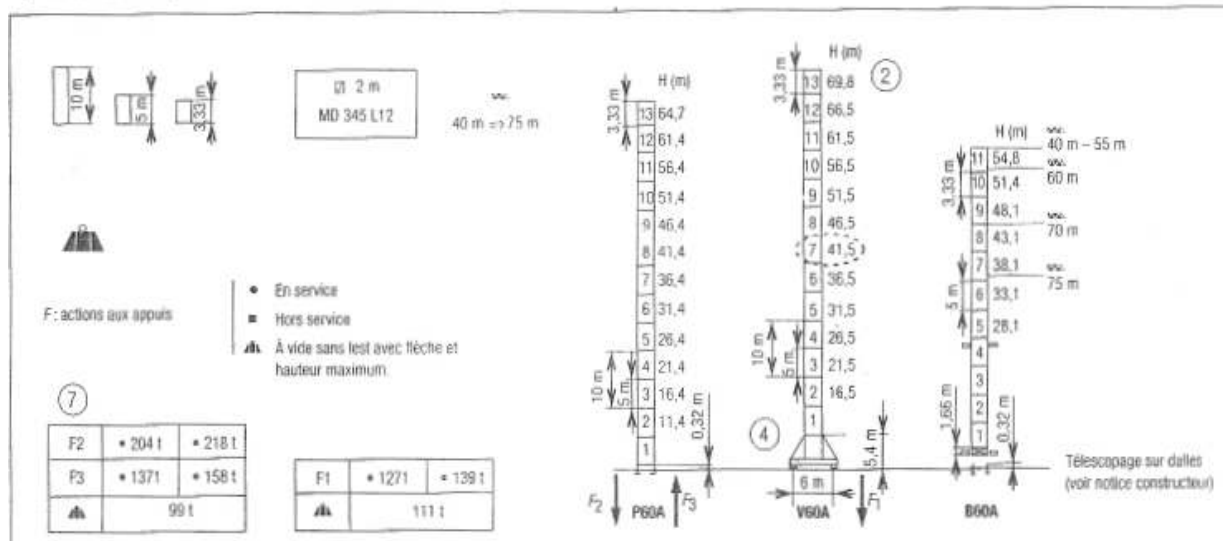 10 m
5 m
3,33 m
⌀ 2 m
MD 345 L12
40 m => 75 m
F : actions aux appuis
• En service
■ Hors service
À vide sans lest avec flèche et
hauteur maximum
7
F2 • 204 t • 218 t
F3 • 1371 • 158 t
99 t
F1 • 1271 • 139 t
111 t
H (m)
3,33 m
13 64,7
12 61,4
11 56,4
10 51,4
9 46,4
8 41,4
7 36,4
6 31,4
5 26,4
4 21,4
3 16,4
2 11,4
1
10 m
5 m
0,32 m
F2
P60A
F3
H (m)
2
3,33 m
13 69,8
12 66,5
11 61,5
10 56,5
9 51,5
8 46,5
7 41,5
6 36,5
5 31,5
4 26,5
3 21,5
2 16,5
1
10 m
5 m
4
5,4 m
6 m
V60A
F1
H (m)
40 m – 55 m
11 54,8
60 m
3,33 m
10 51,4
9 48,1
70 m
8 43,1
7 38,1
75 m
5 m
6 33,1
5 28,1
4
3
2
1
1,66 m
0,32 m
B60A
Télescopage sur dalles
(voir notice constructeur)